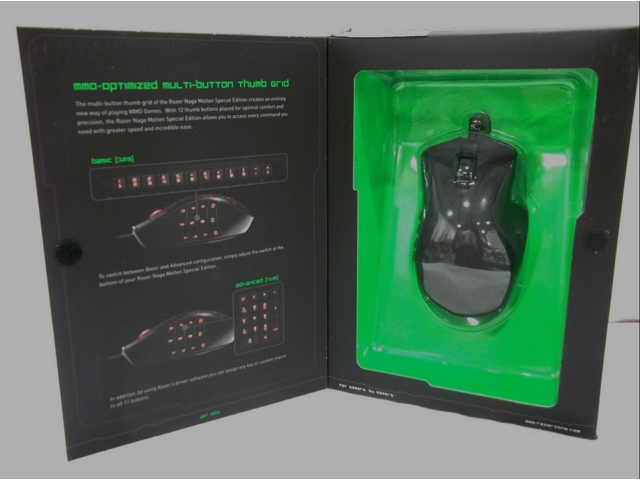 mmo-optimized multi-button thumb grid
The multi-button thumb grid of the Razer Naga Molten Special Edition creates an entirely
new way of playing MMO Games. With 12 thumb buttons placed for optimal comfort and
precision, the Razer Naga Molten Special Edition allows you to access every command you
need with greater speed and incredible ease.
basic [123]
To switch between Basic and Advanced configuration, simply adjust the switch at the
bottom of your Razer Naga Molten Special Edition.
advanced [num]
In addition, by using Razer's driver software you can assign any key or custom macro
to all 17 buttons.
For gamers. by gamers.
www.razerzone.com